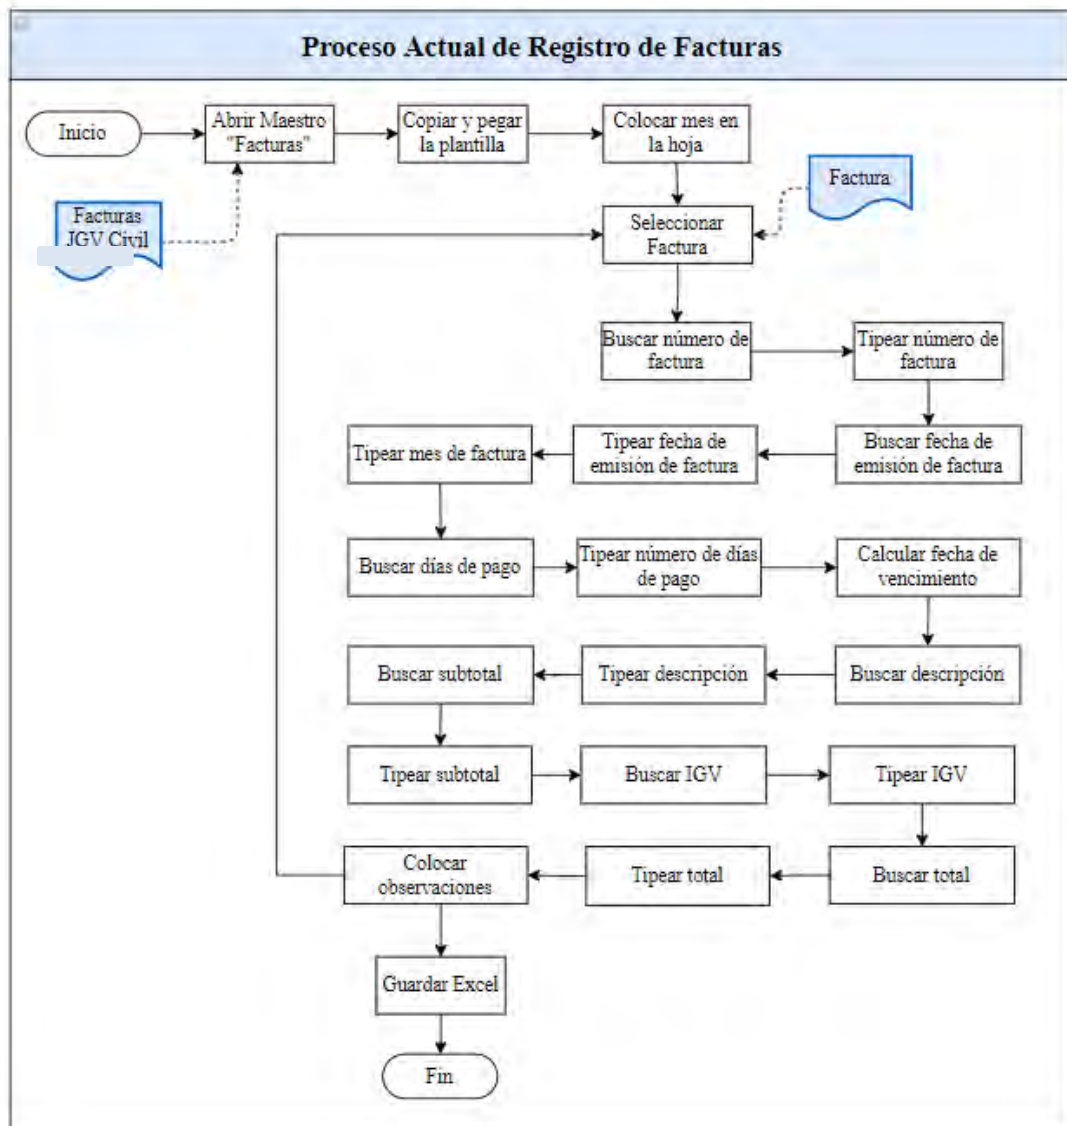 Proceso Actual de Registro de Facturas
Inicio
Abrir Maestro
"Facturas"
Copiar y pegar
la plantilla
Colocar mes en
la hoja
Facturas
JGV Civil
Factura
Seleccionar
Factura
Buscar número de
factura
Tipear número de
factura
Tipear mes de factura
Tipear fecha de
emisión de factura
Buscar fecha de
emisión de factura
Buscar días de pago
Tipear número de días
de pago
Calcular fecha de
vencimiento
Buscar subtotal
Tipear descripción
Buscar descripción
Tipear subtotal
Buscar IGV
Tipear IGV
Colocar
observaciones
Tipear total
Buscar total
Guardar Excel
Fin